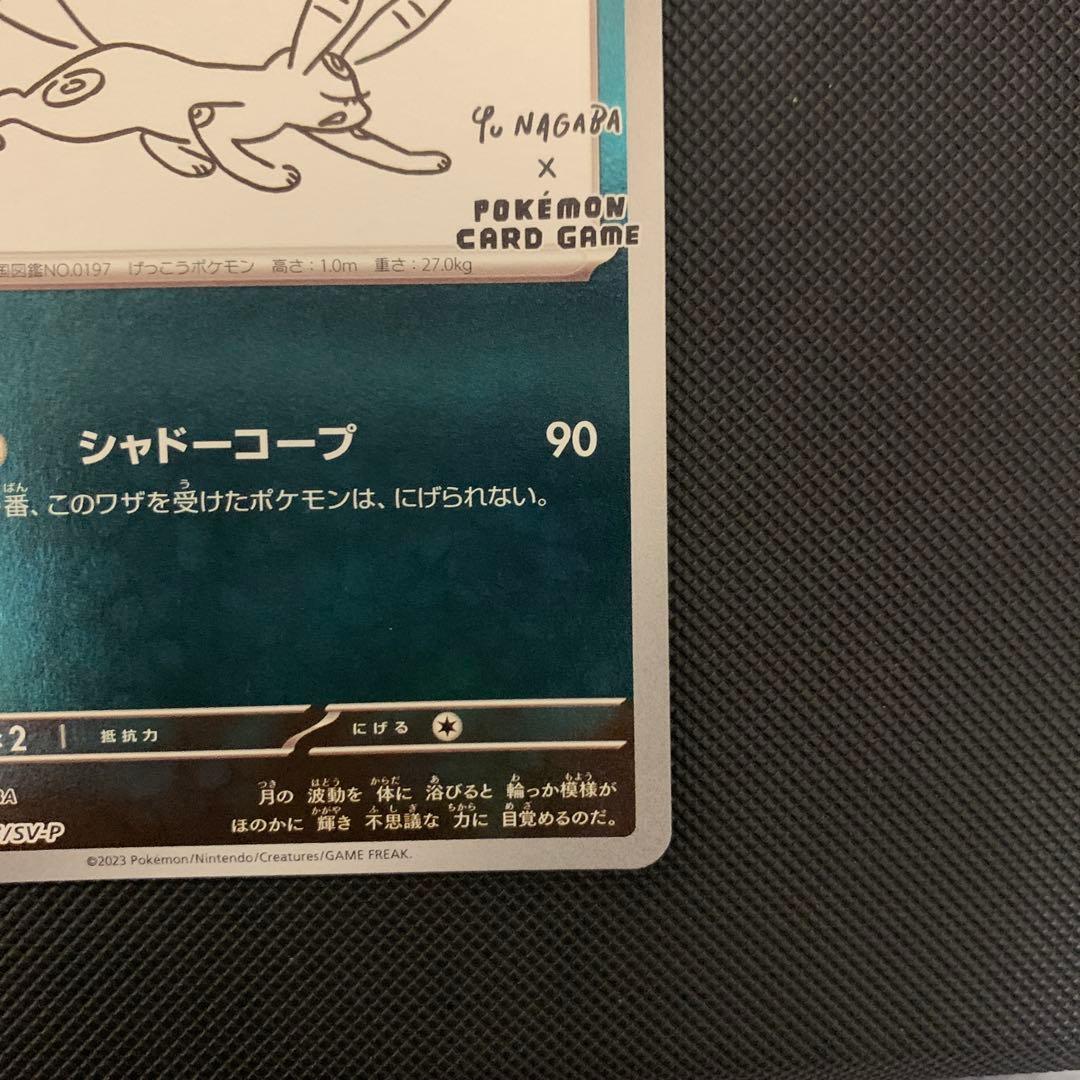 Yu NAGABA
×
POKÉMON
CARD GAME
国図鑑NO.0197 げっこうポケモン 高さ：1.0m 重さ：27.0kg
シャドーコープ 90
番、このワザを受けたポケモンは、にげられない。
×2 抵抗力 にげる
月の 波動を 体に 浴びると 輪っか模様が
ほのかに 輝き 不思議な 力に 目覚めるのだ。
/SV-P
©2023 Pokémon/Nintendo/Creatures/GAME FREAK.